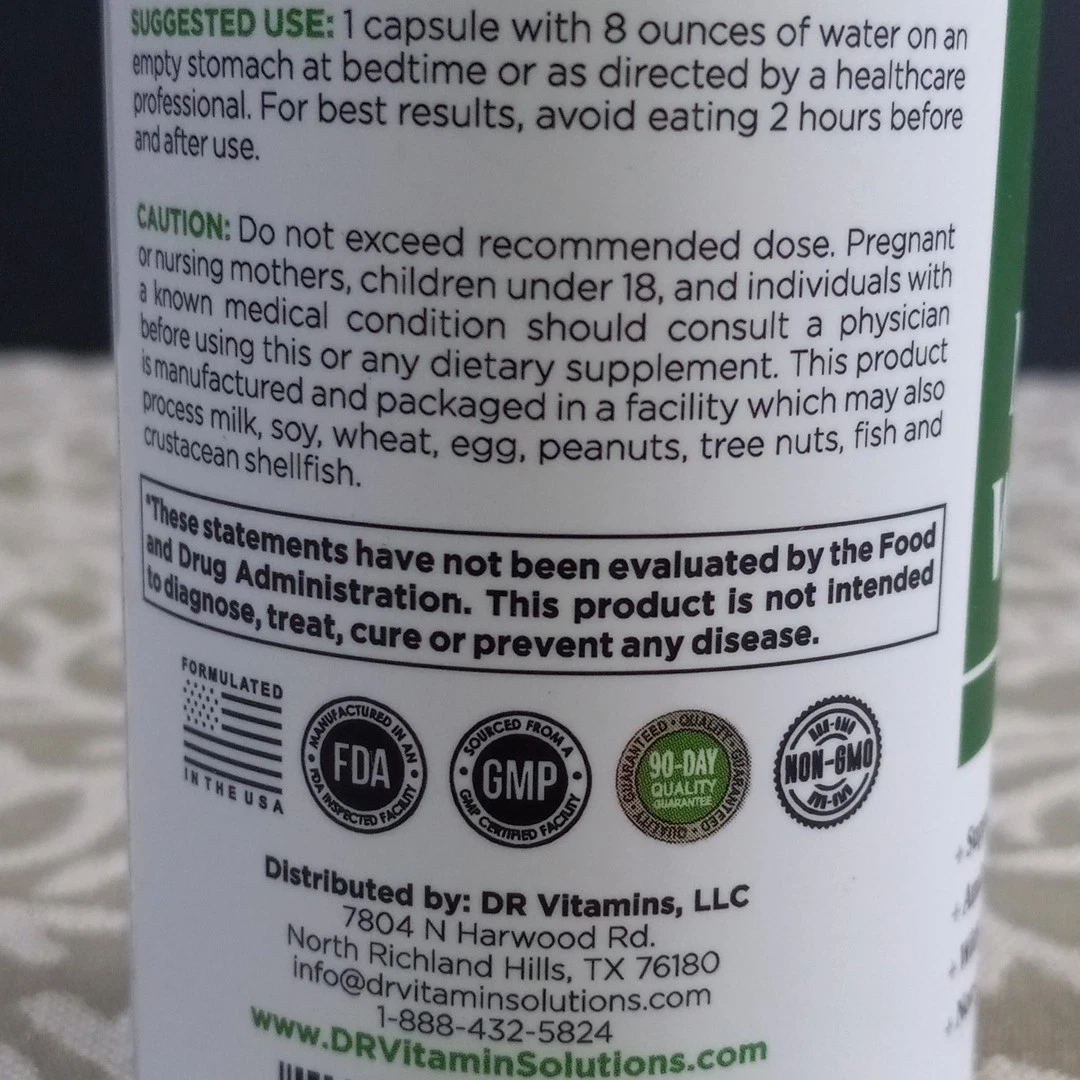 SUGGESTED USE: 1 capsule with 8 ounces of water on an
empty stomach at bedtime or as directed by a healthcare
professional. For best results, avoid eating 2 hours before
and after use.
CAUTION: Do not exceed recommended dose. Pregnant
or nursing mothers, children under 18, and individuals with
a known medical condition should consult a physician
before using this or any dietary supplement. This product
is manufactured and packaged in a facility which may also
process milk, soy, wheat, egg, peanuts, tree nuts, fish and
crustacean shellfish.
*These statements have not been evaluated by the Food
and Drug Administration. This product is not intended
to diagnose, treat, cure or prevent any disease.
FORMULATED
IN THE USA
MANUFACTURED IN AN
FDA
FDA INSPECTED FACILITY
SOURCED FROM A
GMP
GMP CERTIFIED FACILITY
QUALITY • GUARANTEED • QUALITY • GUARANTEED
90-DAY
QUALITY
GUARANTEE
NON-GMO
NON-GMO
NON-GMO
Distributed by: DR Vitamins, LLC
7804 N Harwood Rd.
North Richland Hills, TX 76180
info@drvitaminsolutions.com
1-888-432-5824
www.DRVitaminSolutions.com